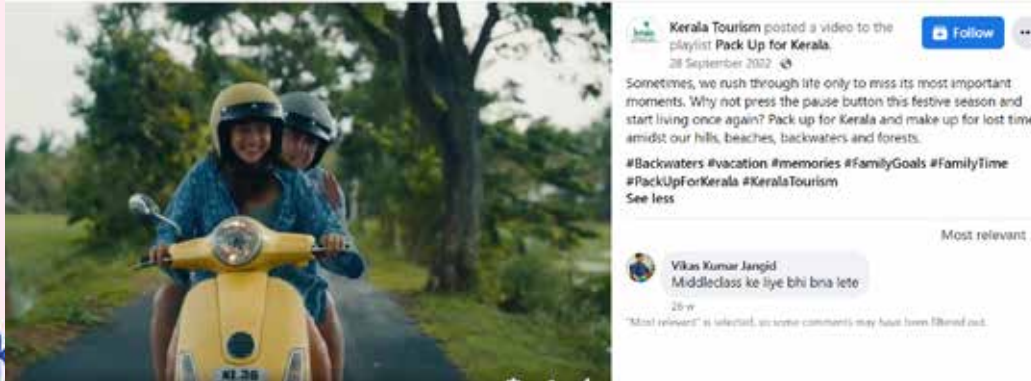 Kerala Tourism posted a video to the
playlist Pack Up for Kerala.
28 September 2022
Follow
Sometimes, we rush through life only to miss its most important
moments. Why not press the pause button this festive season and
start living once again? Pack up for Kerala and make up for lost time
amidst our hills, beaches, backwaters and forests.
#Backwaters #vacation #memories #FamilyGoals #FamilyTime
#PackUpForKerala #KeralaTourism
See less
Most relevant
Vikas Kumar Jangid
Middleclass ke liye bhi bna lete
26 w
"Most relevant" is selected, so some comments may have been filtered out.
KL 36